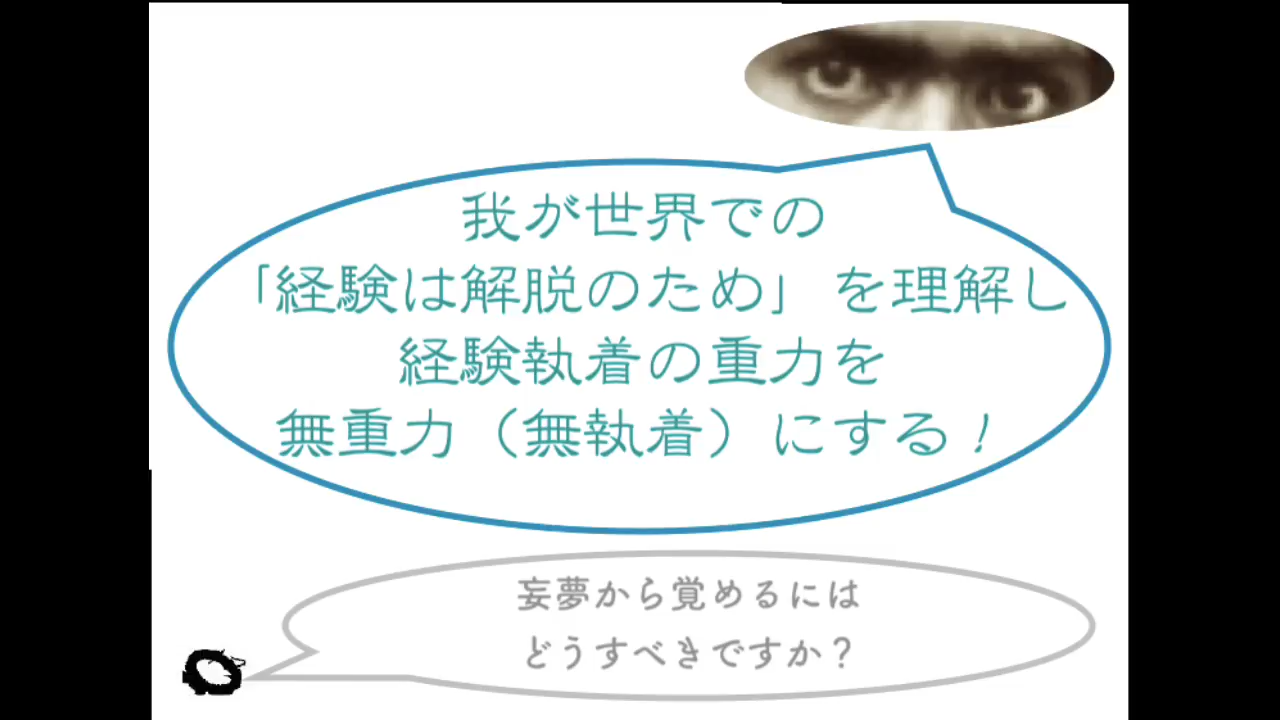 我が世界での
「経験は解脱のため」を理解し
経験執着の重力を
無重力（無執着）にする！
妄夢から覚めるには
どうすべきですか？